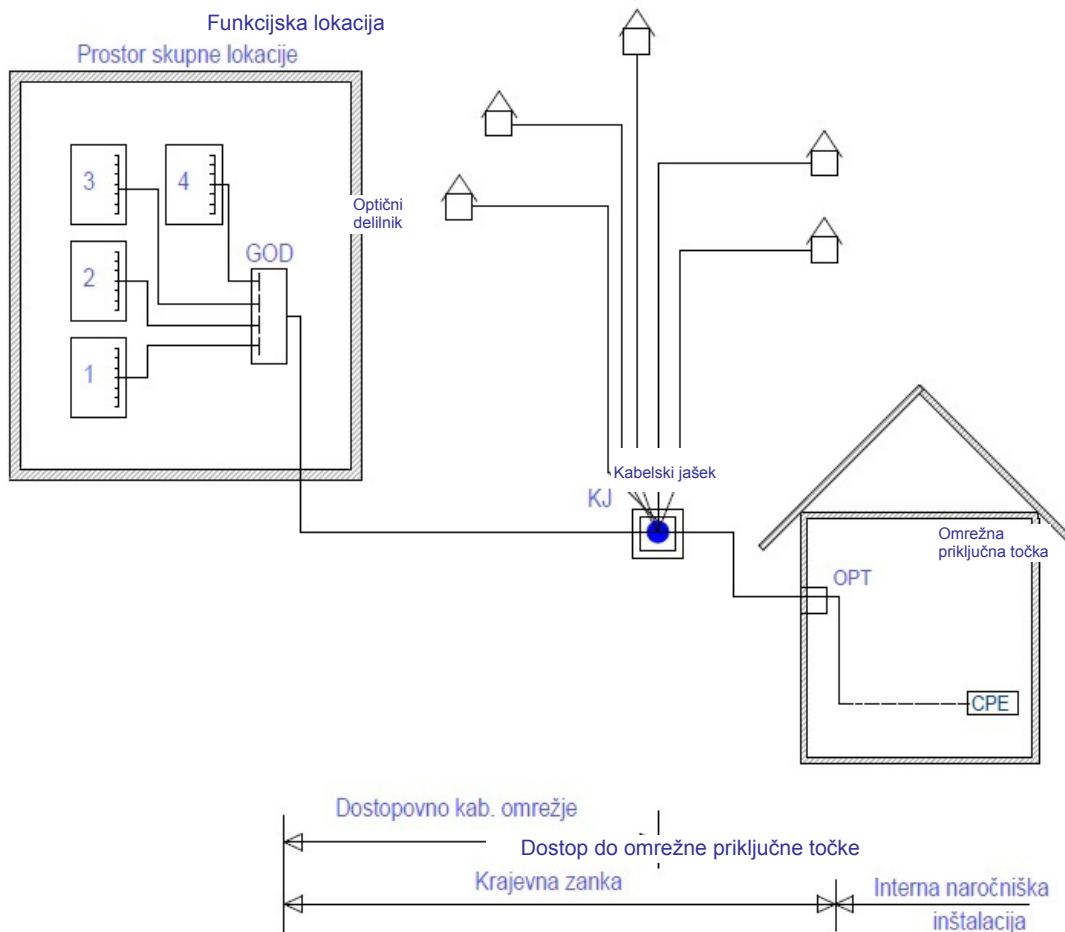 Funkcijska lokacija
Prostor skupne lokacije
3
4
Optični
delilnik
GOD
2
1
Kabelski jašek
KJ
Omrežna
priključna točka
OPT
CPE
Dostopovno kab. omrežje
Dostop do omrežne priključne točke
Krajevna zanka
Interna naročniška
inštalacija